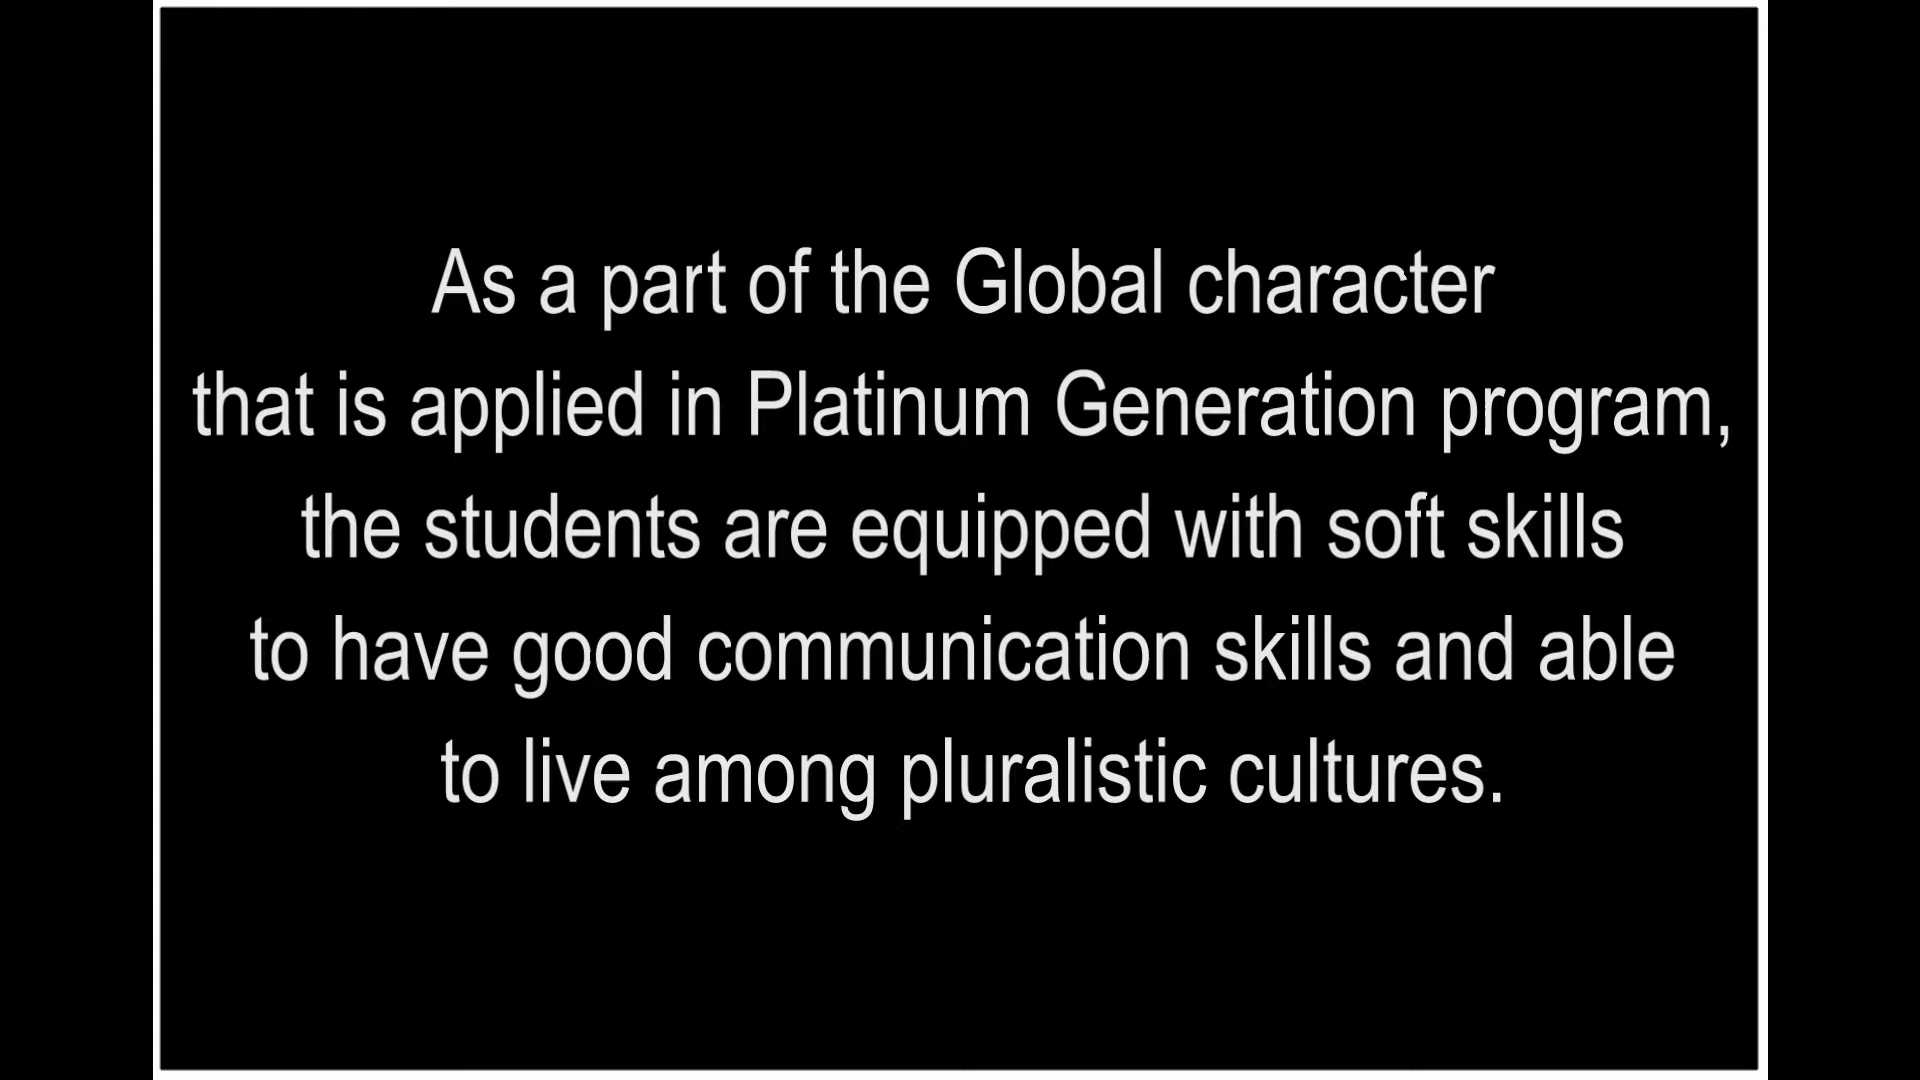 As a part of the Global character
that is applied in Platinum Generation program,
the students are equipped with soft skills
to have good communication skills and able
to live among pluralistic cultures.